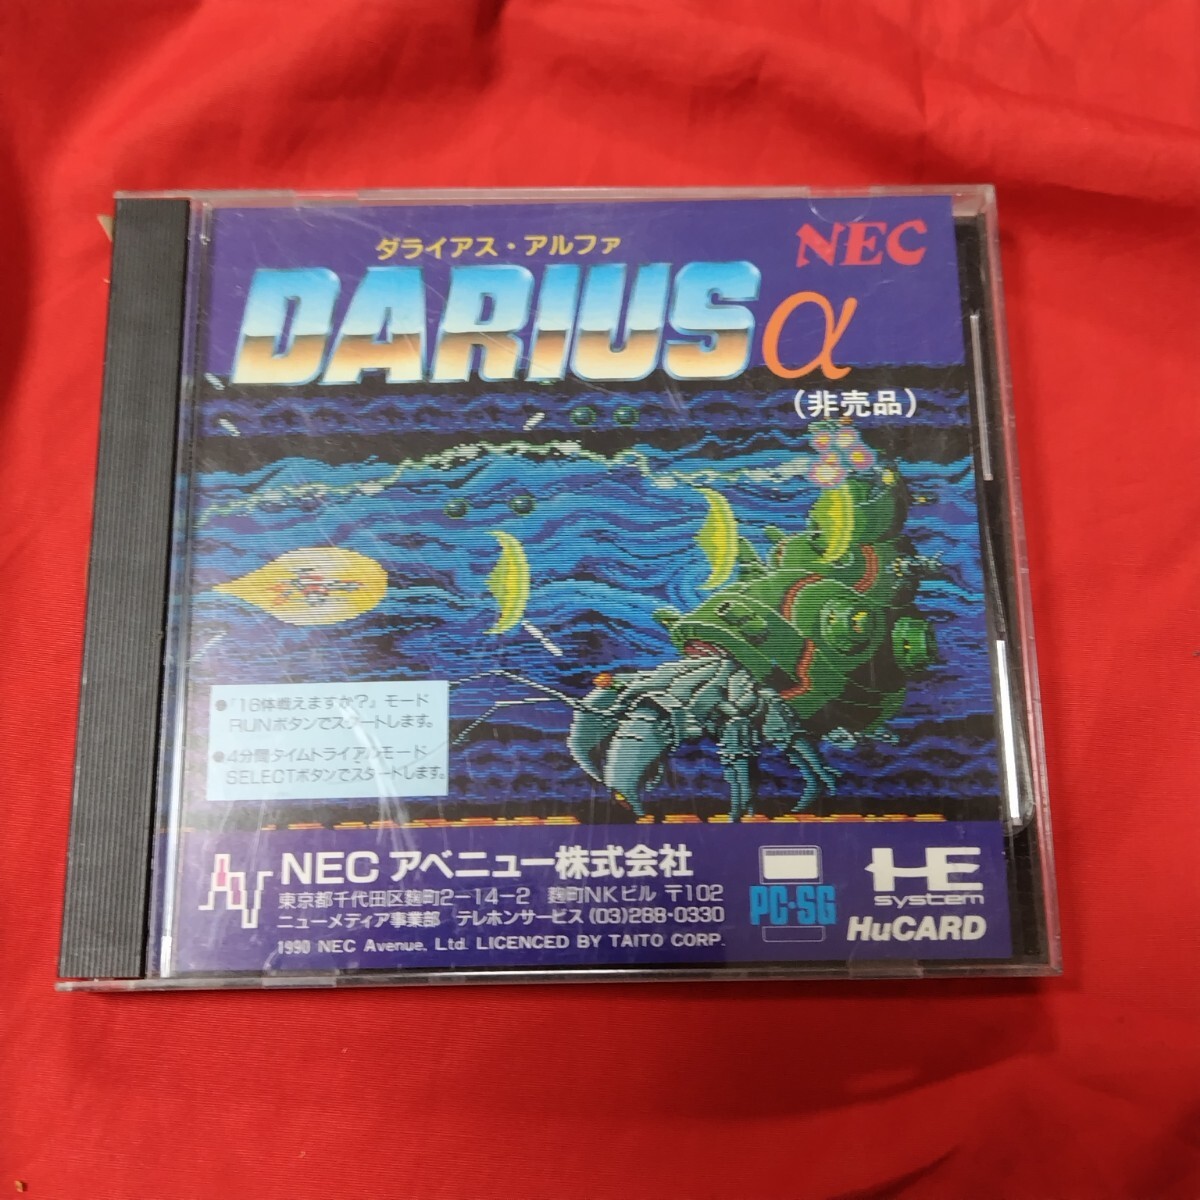 ダライアス・アルファ
NEC
DARIUS α
(非売品)
●「16体戦えますか?」モード
RUNボタンでスタートします。
●4分間タイムトライアルモード
SELECTボタンでスタートします。
NEC アベニュー株式会社
東京都千代田区麹町2-14-2 麹町NKビル 〒102
ニューメディア事業部 テレホンサービス (03)288-0330
1990 NEC Avenue, Ltd. LICENCED BY TAITO CORP.
PC・SG
HE
system
HuCARD